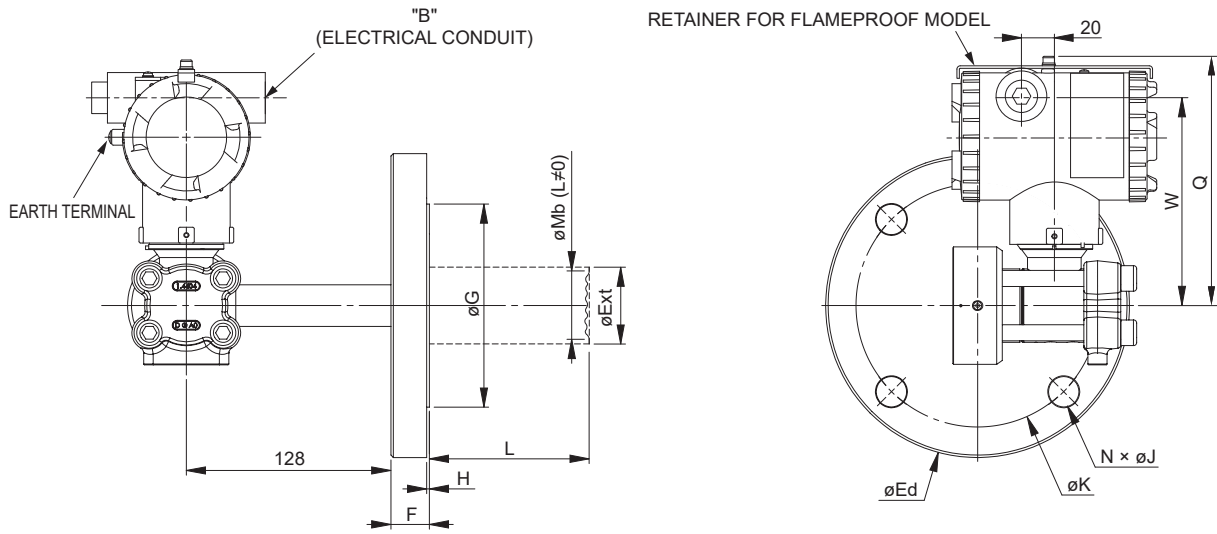 "B"
(ELECTRICAL CONDUIT)
RETAINER FOR FLAMEPROOF MODEL
20
EARTH TERMINAL
øMb (L≠0)
øExt
øG
W
Q
128
L
H
F
N × øJ
øK
øEd